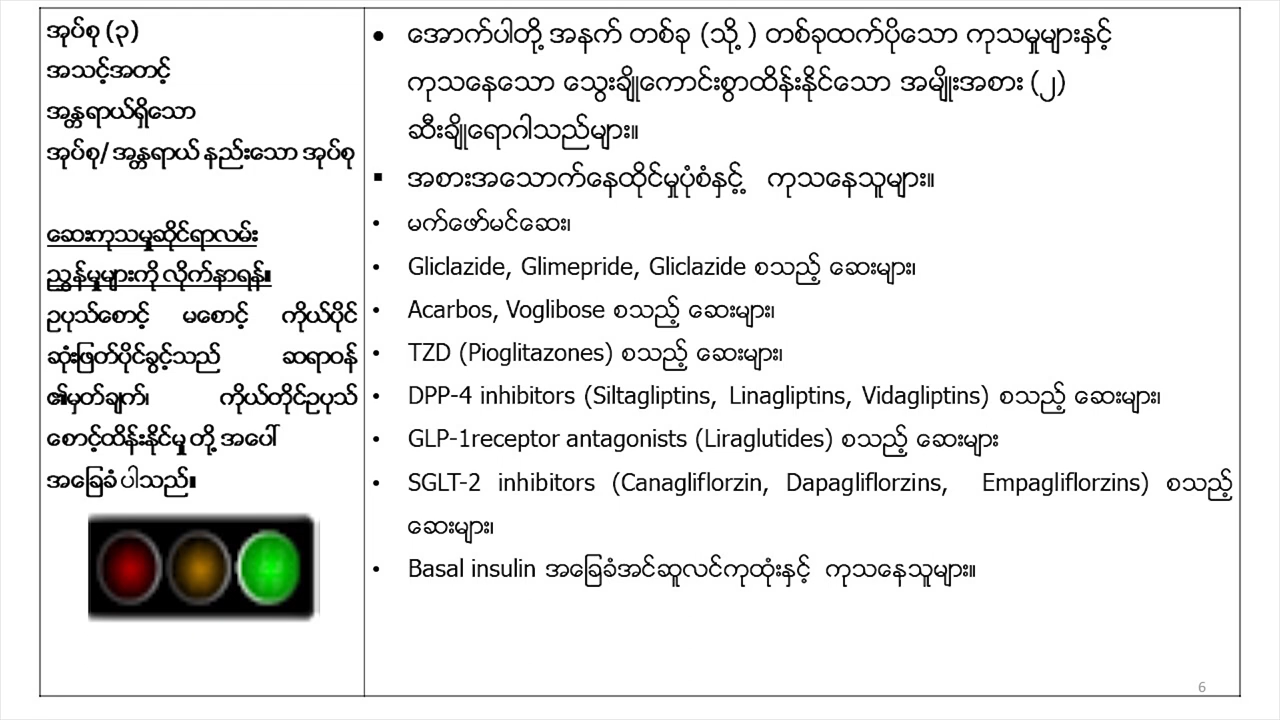 အုပ်စု (၃)
အသင့်အတင့်
အန္တရာယ်ရှိသော
အုပ်စု/ အန္တရာယ် နည်းသော အုပ်စု
ဆေးကုသမှုဆိုင်ရာလမ်း
ညွှန်မှုများကို လိုက်နာရန်။
ဥပုသ်စောင့် မစောင့် ကိုယ်ပိုင်
ဆုံးဖြတ်ပိုင်ခွင့်သည် ဆရာဝန်
၏မှတ်ချက်၊ ကိုယ်တိုင်ဥပုသ်
စောင့်ထိန်းနိုင်မှု တို့ အပေါ်
အခြေခံ ပါသည်။
• အောက်ပါတို့ အနက် တစ်ခု (သို့ ) တစ်ခုထက်ပိုသော ကုသမှုများနှင့်
ကုသနေသော သွေးချိုကောင်းစွာထိန်းနိုင်သော အမျိုးအစား (၂)
ဆီးချိုရောဂါသည်များ။
▪ အစားအသောက်နေထိုင်မှုပုံစံနှင့့် ကုသနေသူများ။
• မက်ဖော်မင်ဆေး၊
• Gliclazide, Glimepride, Gliclazide စသည့် ဆေးများ၊
• Acarbos, Voglibose စသည့် ဆေးများ၊
• TZD (Pioglitazones) စသည့် ဆေးများ၊
• DPP-4 inhibitors (Siltagliptins, Linagliptins, Vidagliptins) စသည့် ဆေးများ၊
• GLP-1receptor antagonists (Liraglutides) စသည့် ဆေးများ
• SGLT-2 inhibitors (Canagliflorzin, Dapagliflorzins, Empagliflorzins) စသည့်
ဆေးများ၊
• Basal insulin အခြေခံအင်ဆူလင်ကုထုံးနှင့် ကုသနေသူများ။
6